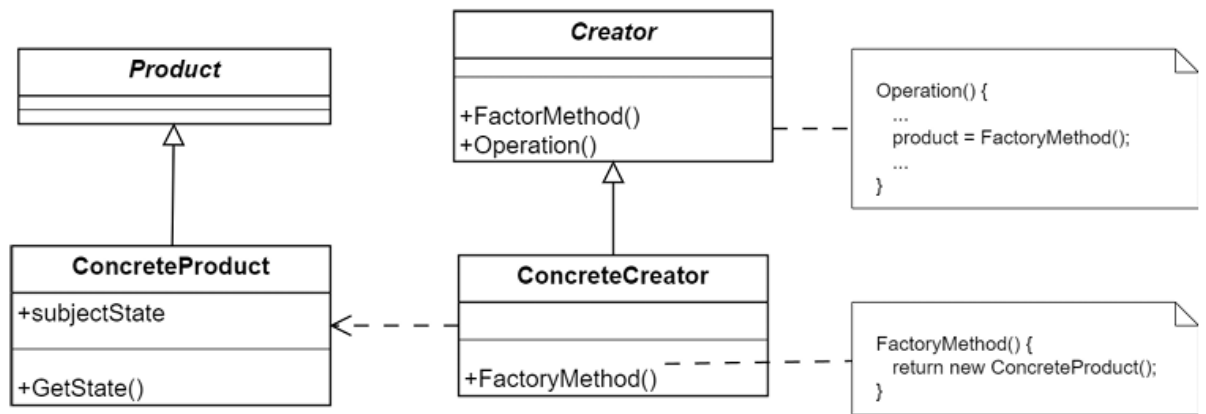 Product
ConcreteProduct
+subjectState
+GetState()
Creator
+FactorMethod()
+Operation()
ConcreteCreator
+FactoryMethod()
Operation() {
...
product = FactoryMethod();
...
}
FactoryMethod() {
return new ConcreteProduct();
}